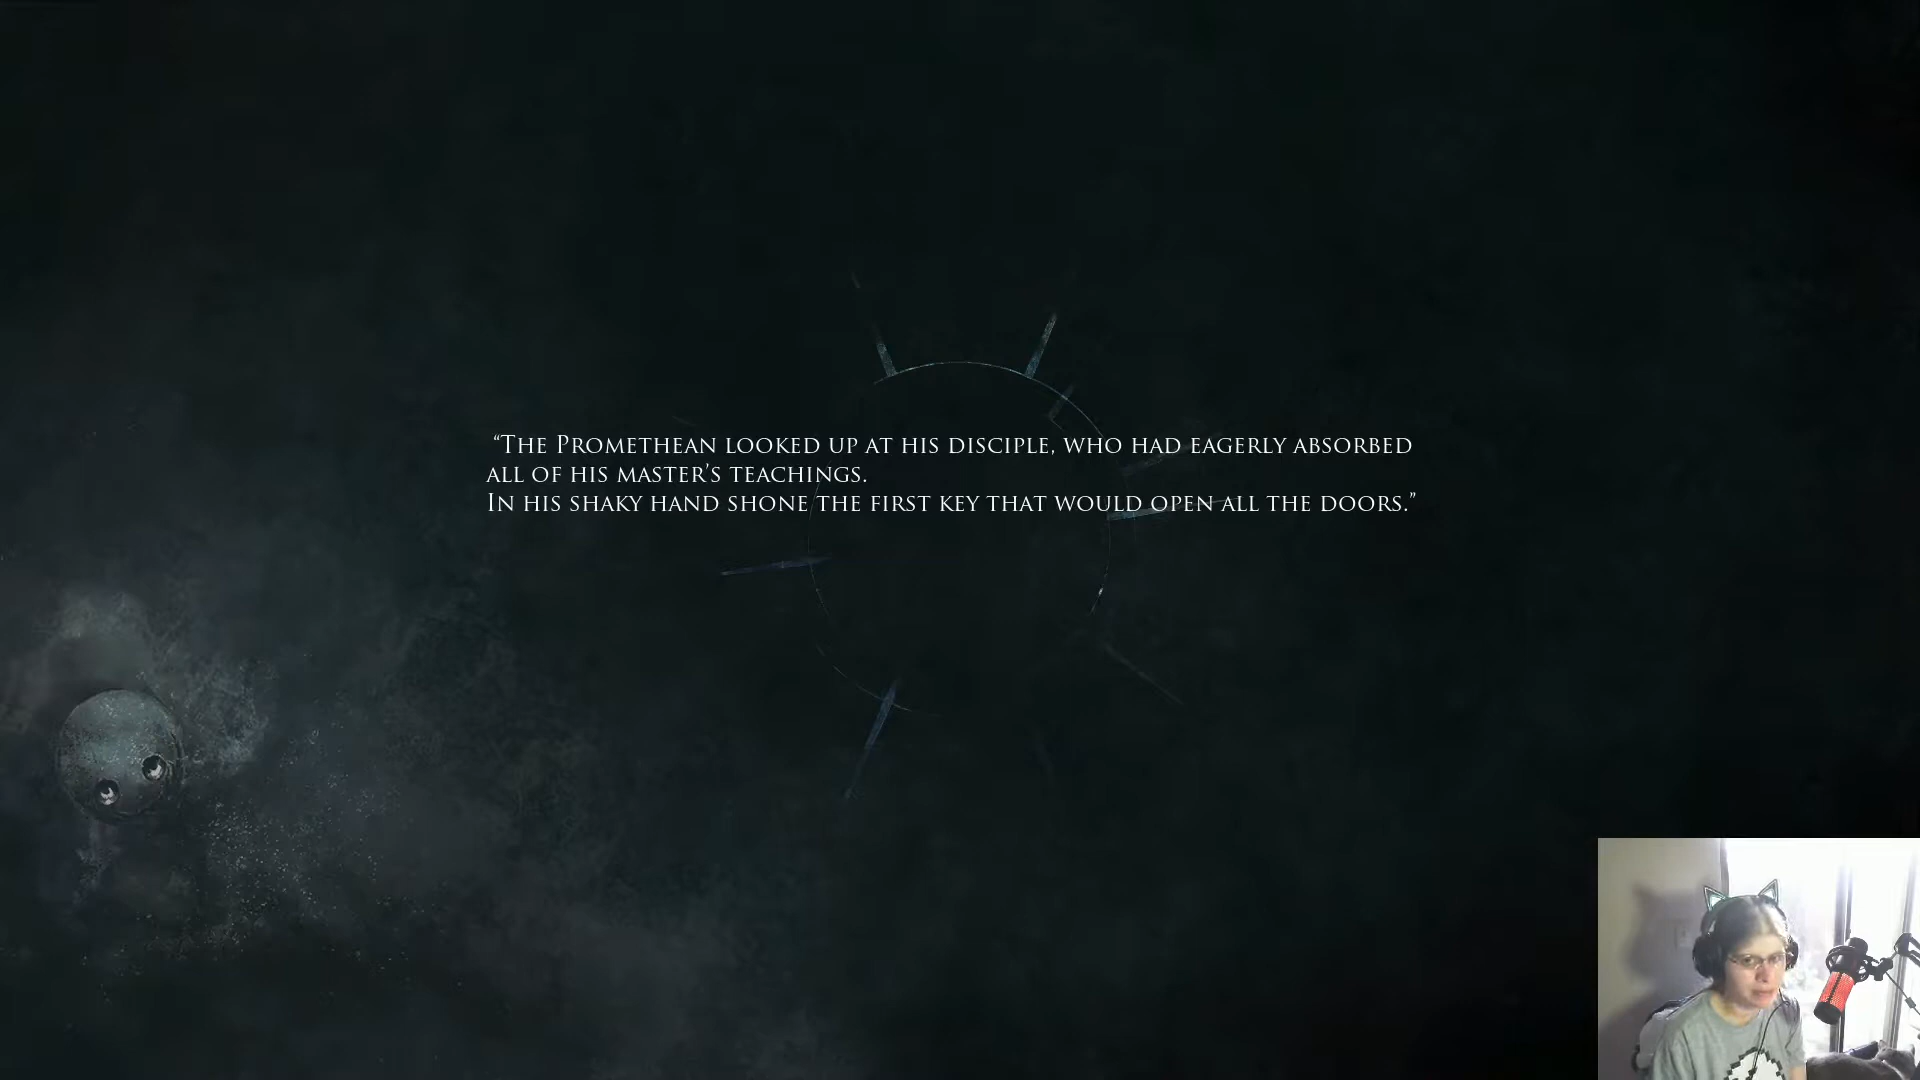 “The Promethean looked up at his disciple, who had eagerly absorbed
all of his master’s teachings.
In his shaky hand shone the first key that would open all the doors.”